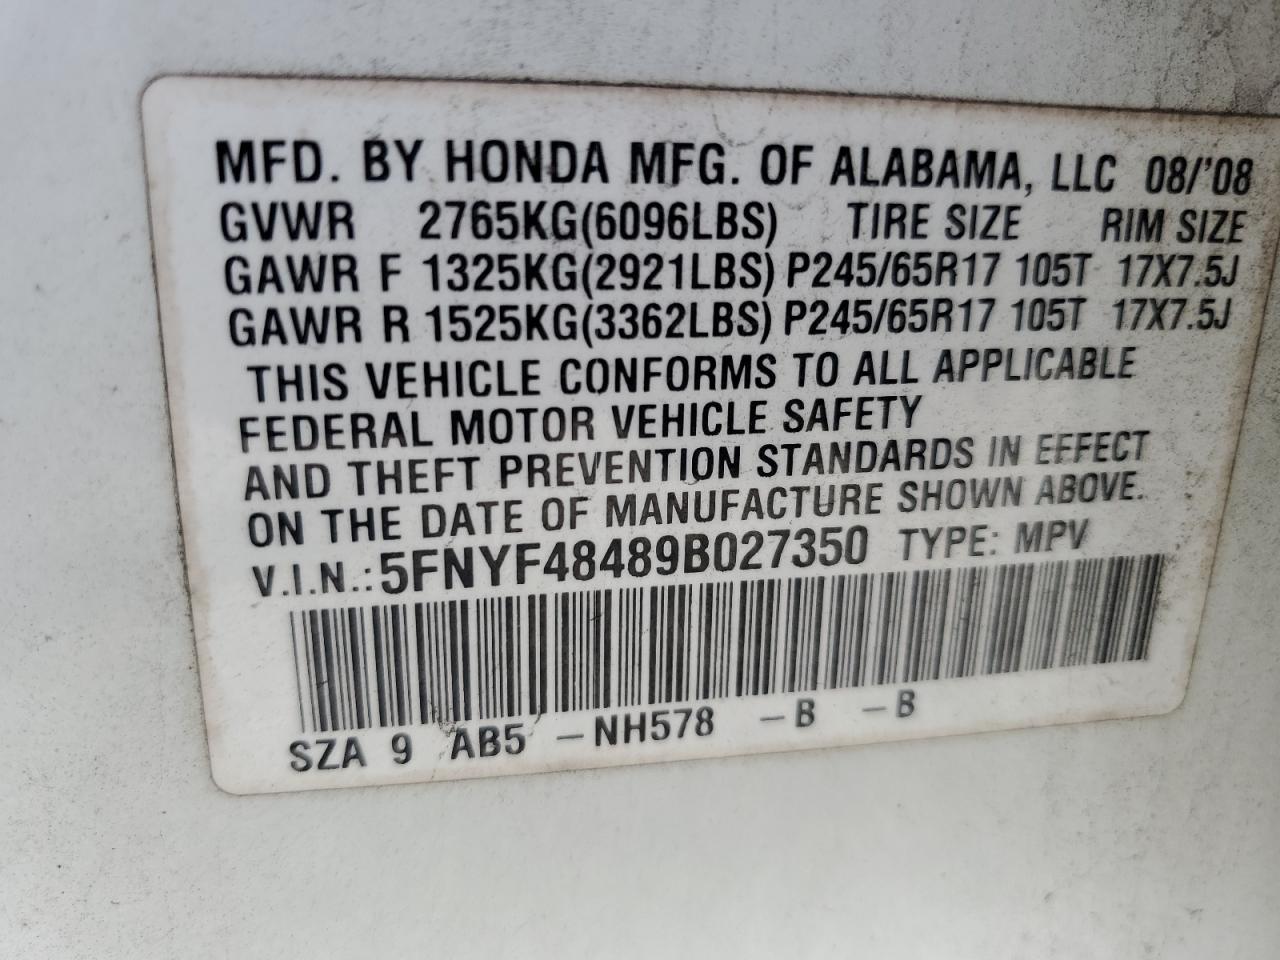 MFD. BY HONDA MFG. OF ALABAMA, LLC 08/'08
GVWR 2765KG(6096LBS) TIRE SIZE RIM SIZE
GAWR F 1325KG(2921LBS) P245/65R17 105T 17X7.5J
GAWR R 1525KG(3362LBS) P245/65R17 105T 17X7.5J
THIS VEHICLE CONFORMS TO ALL APPLICABLE
FEDERAL MOTOR VEHICLE SAFETY
AND THEFT PREVENTION STANDARDS IN EFFECT
ON THE DATE OF MANUFACTURE SHOWN ABOVE.
V.I.N.:5FNYF48489B027350 TYPE: MPV
SZA 9 AB5 –NH578 –B –B